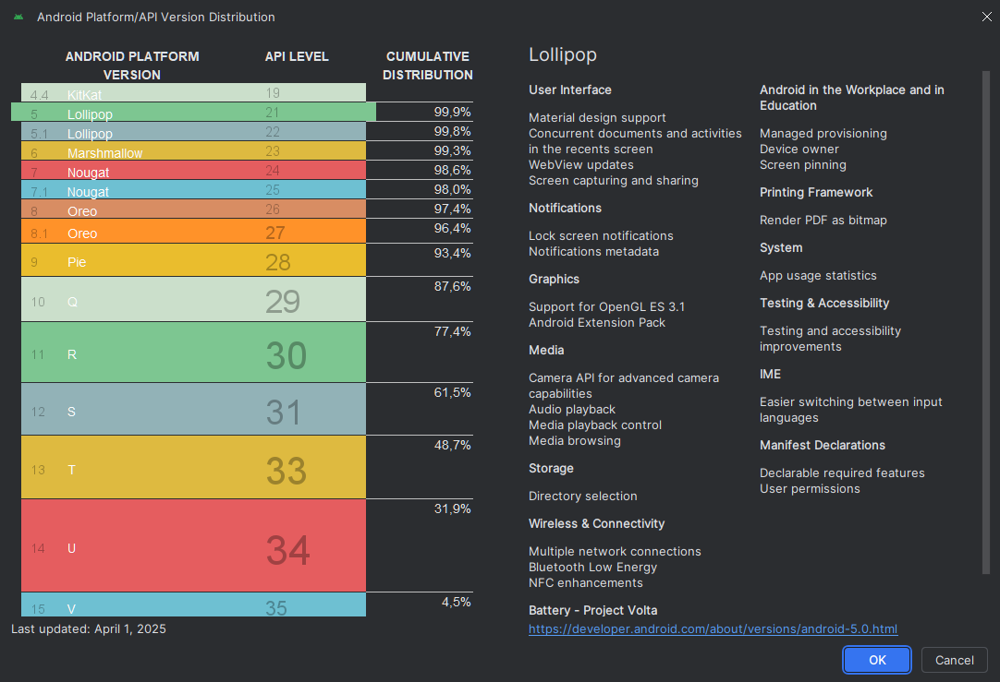 Android Platform/API Version Distribution
ANDROID PLATFORM VERSION API LEVEL CUMULATIVE DISTRIBUTION
4.4 KitKat 19
5 Lollipop 21 99,9%
5.1 Lollipop 22 99,8%
6 Marshmallow 23 99,3%
7 Nougat 24 98,6%
7.1 Nougat 25 98,0%
8 Oreo 26 97,4%
8.1 Oreo 27 96,4%
9 Pie 28 93,4%
10 Q 29 87,6%
11 R 30 77,4%
12 S 31 61,5%
13 T 33 48,7%
14 U 34 31,9%
15 V 35 4,5%
Last updated: April 1, 2025
Lollipop
User Interface
Material design support
Concurrent documents and activities
in the recents screen
WebView updates
Screen capturing and sharing
Notifications
Lock screen notifications
Notifications metadata
Graphics
Support for OpenGL ES 3.1
Android Extension Pack
Media
Camera API for advanced camera
capabilities
Audio playback
Media playback control
Media browsing
Storage
Directory selection
Wireless & Connectivity
Multiple network connections
Bluetooth Low Energy
NFC enhancements
Battery - Project Volta
Android in the Workplace and in
Education
Managed provisioning
Device owner
Screen pinning
Printing Framework
Render PDF as bitmap
System
App usage statistics
Testing & Accessibility
Testing and accessibility
improvements
IME
Easier switching between input
languages
Manifest Declarations
Declarable required features
User permissions
https://developer.android.com/about/versions/android-5.0.html
OK
Cancel